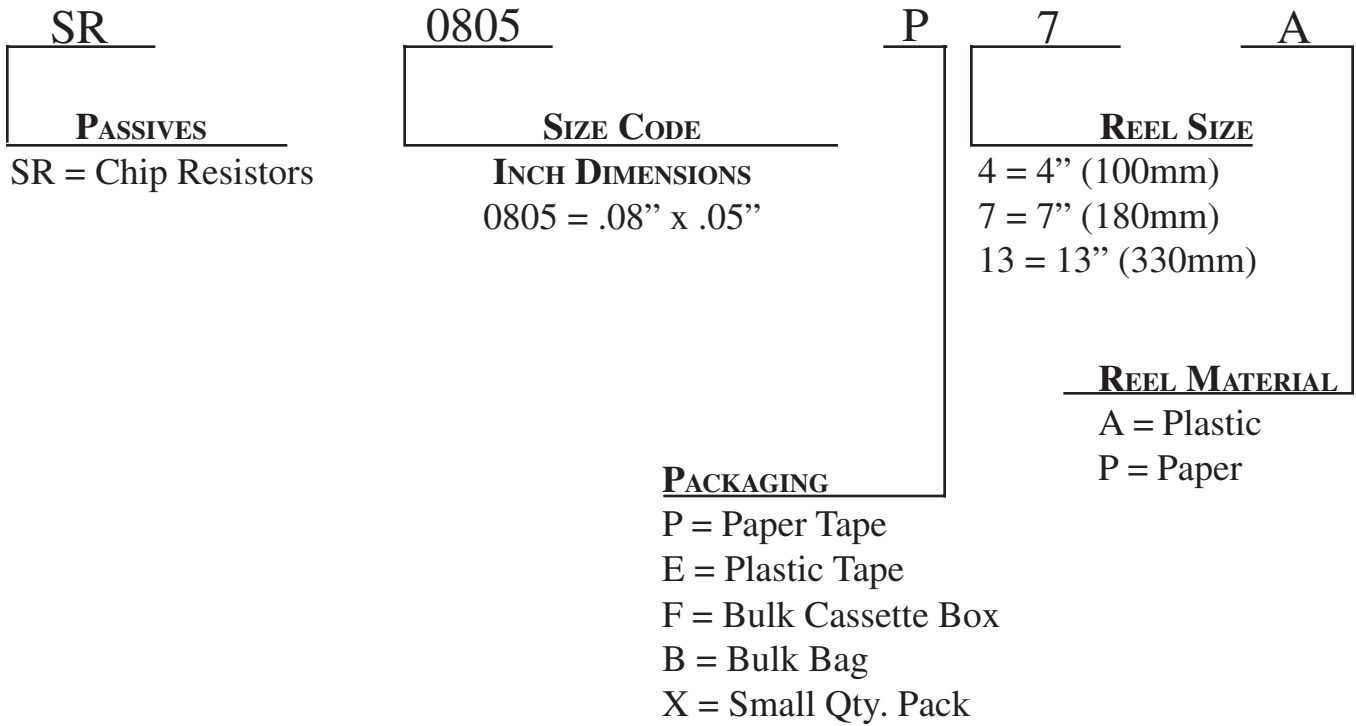 SR 0805 P 7 A
PASSIVES
SR = Chip Resistors
SIZE CODE
INCH DIMENSIONS
0805 = .08” x .05”
REEL SIZE
4 = 4” (100mm)
7 = 7” (180mm)
13 = 13” (330mm)
REEL MATERIAL
A = Plastic
P = Paper
PACKAGING
P = Paper Tape
E = Plastic Tape
F = Bulk Cassette Box
B = Bulk Bag
X = Small Qty. Pack